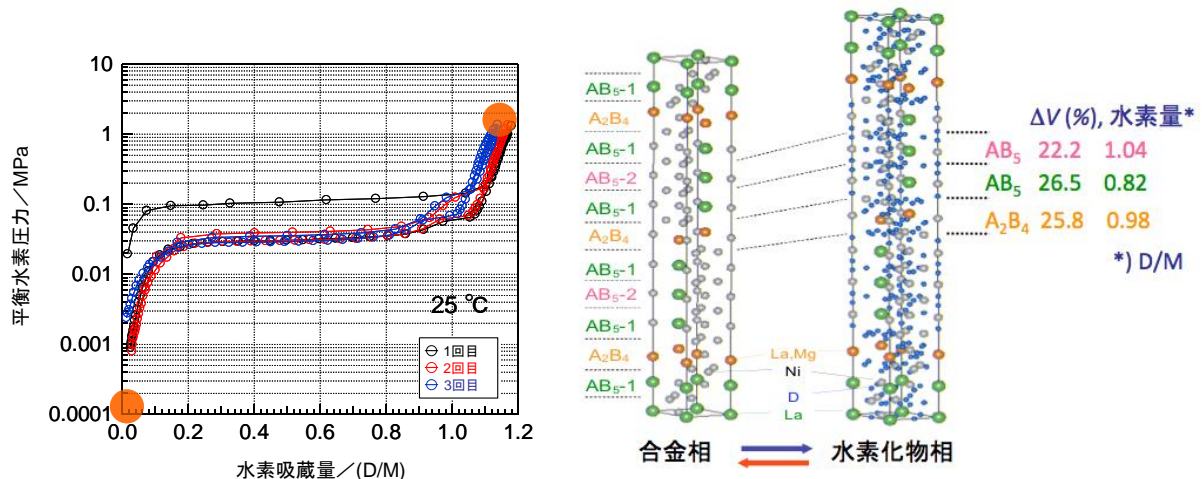 10
1
0.1
0.01
0.001
0.0001
平衡水素圧力／MPa
25 ℃
1回目
2回目
3回目
0.0 0.2 0.4 0.6 0.8 1.0 1.2
水素吸蔵量／(D/M)
AB₅-1
A₂B₄
AB₅-1
AB₅-2
AB₅-1
A₂B₄
AB₅-1
AB₅-2
AB₅-1
A₂B₄
AB₅-1
La,Mg
Ni
D
La
合金相
水素化物相
ΔV (%), 水素量*
AB₅ 22.2 1.04
AB₅ 26.5 0.82
A₂B₄ 25.8 0.98
*) D/M